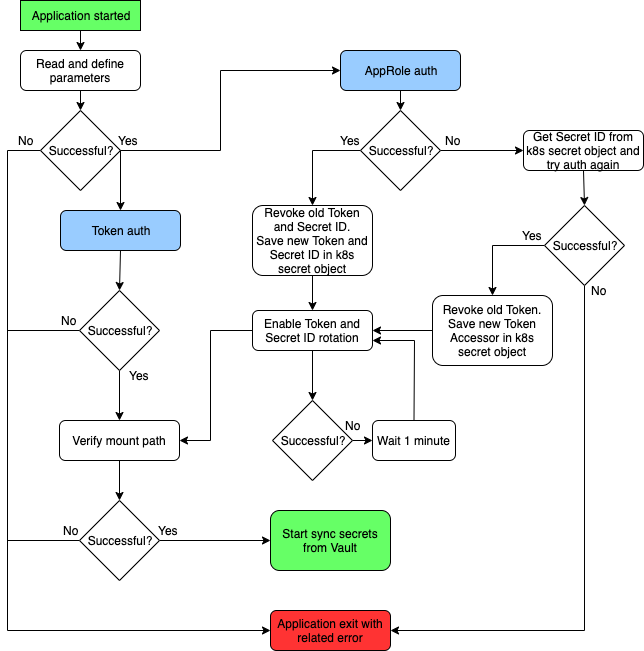 Application started
Read and define
parameters
AppRole auth
No
Successful?
Yes
Yes
Successful?
No
Get Secret ID from
k8s secret object and
try auth again
Token auth
Revoke old Token
and Secret ID.
Save new Token and
Secret ID in k8s
secret object
Yes
Successful?
No
No
Successful?
Yes
Enable Token and
Secret ID rotation
Revoke old Token.
Save new Token
Accessor in k8s
secret object
Verify mount path
Successful?
No
Wait 1 minute
No
Successful?
Yes
Start sync secrets
from Vault
Application exit with
related error